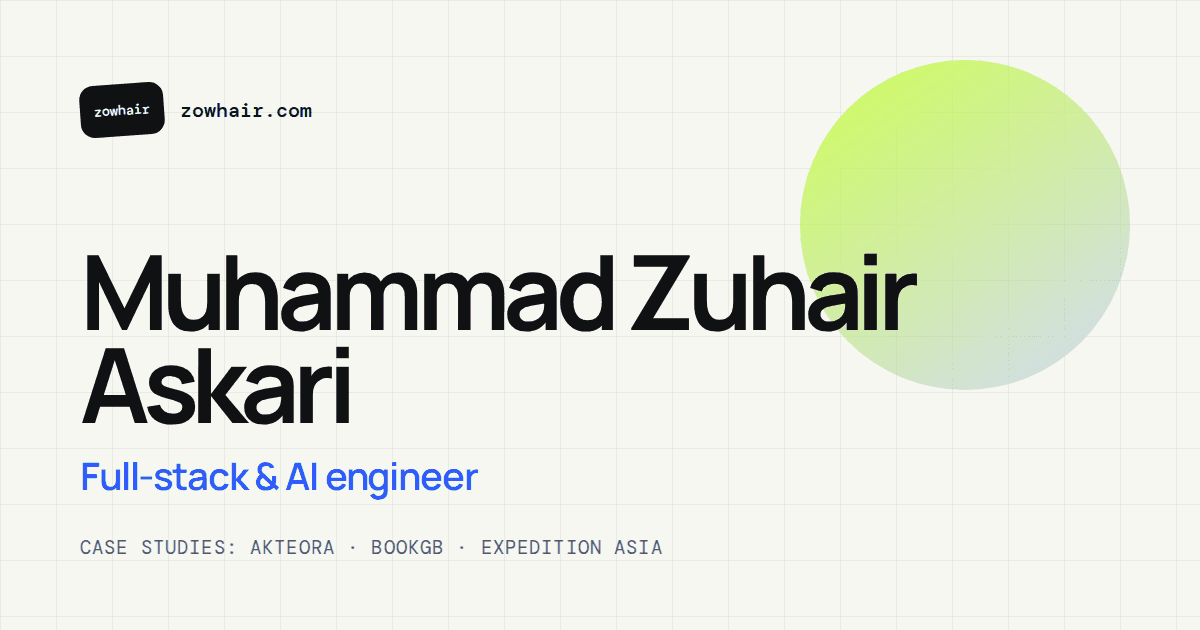 zowhair
zowhair.com
Muhammad Zuhair
Askari
Full-stack & AI engineer
CASE STUDIES: AKTEORA · BOOKGB · EXPEDITION ASIA